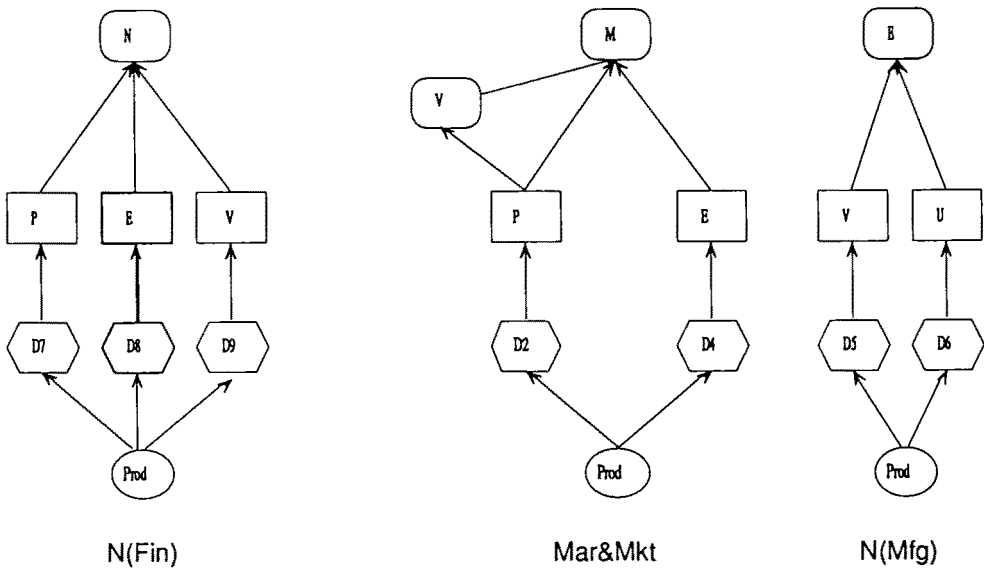 N
M
E
V
P
E
V
P
E
V
U
D7
D8
D9
D2
D4
D5
D6
Prod
Prod
Prod
N(Fin)
Mar&Mkt
N(Mfg)